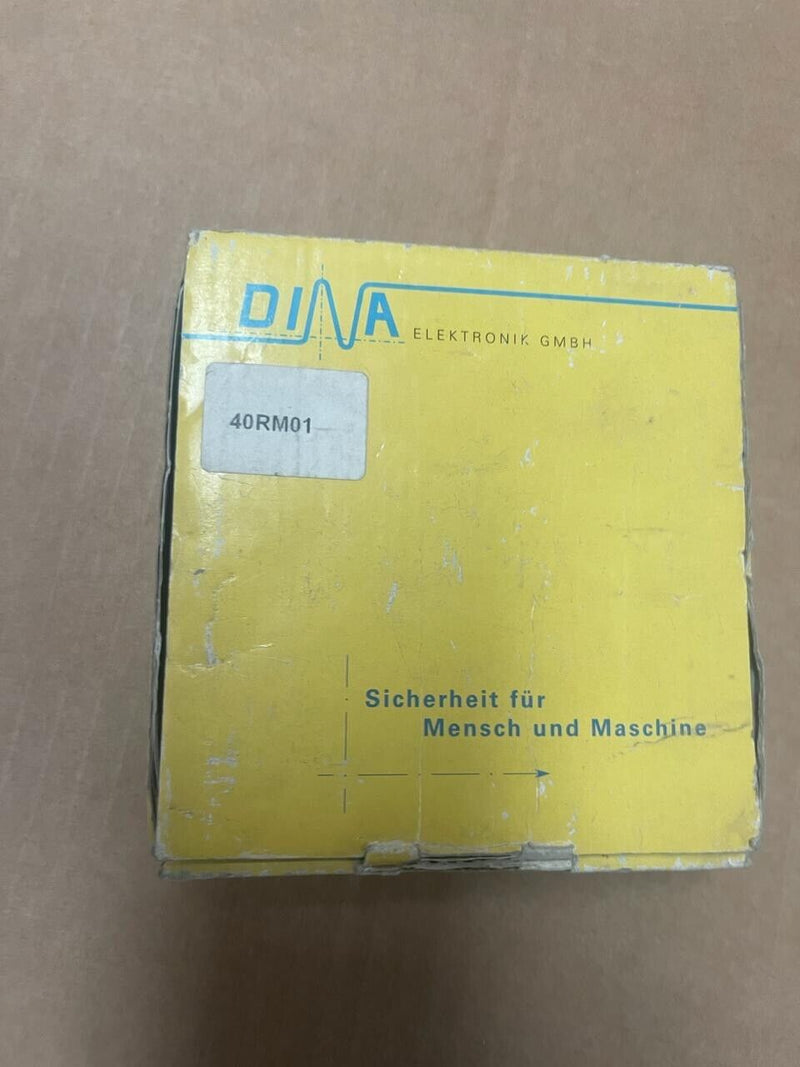 DINA ELEKTRONIK GMBH
40RM01
Sicherheit für
Mensch und Maschine